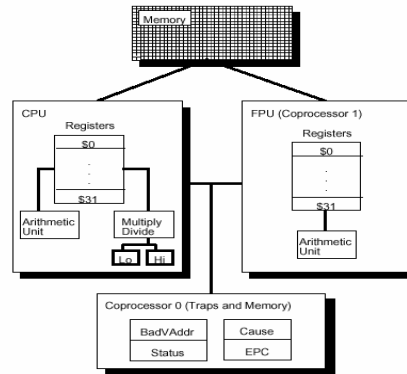 Memory
CPU
Registers
$0
$31
Arithmetic
Unit
Multiply
Divide
Lo
Hi
FPU (Coprocessor 1)
Registers
$0
$31
Arithmetic
Unit
Coprocessor 0 (Traps and Memory)
BadVAddr
Cause
Status
EPC